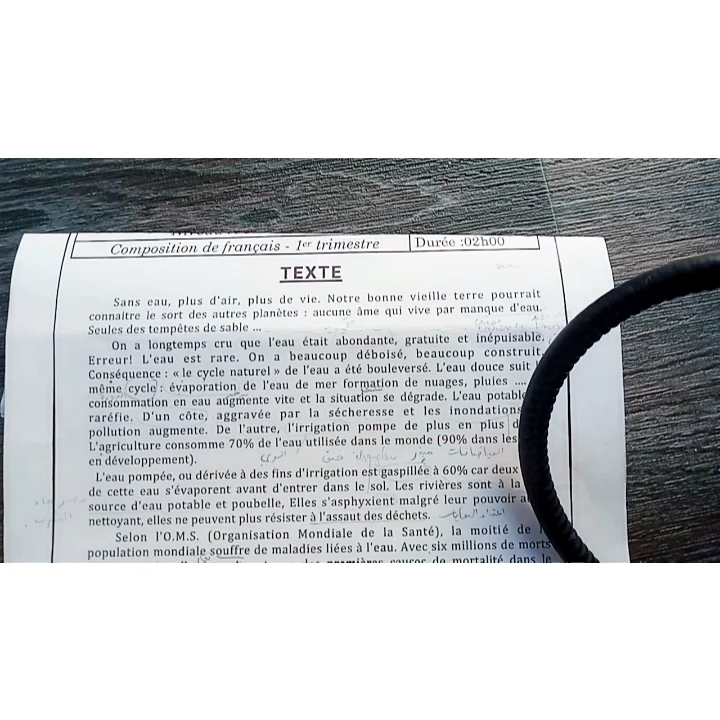 Composition de français - 1er trimestre
Durée :02h00
TEXTE
Sans eau, plus d'air, plus de vie. Notre bonne vieille terre pourrait
connaitre le sort des autres planètes : aucune âme qui vive par manque d'eau.
Seules des tempêtes de sable ...
On a longtemps cru que l'eau était abondante, gratuite et inépuisable.
Erreur! L'eau est rare. On a beaucoup déboisé, beaucoup construit.
Conséquence : « le cycle naturel » de l'eau a été bouleversé. L'eau douce suit
même cycle : évaporation de l'eau de mer formation de nuages, pluies ....
consommation en eau augmente vite et la situation se dégrade. L'eau potable
raréfie. D'un côte, aggravée par la sécheresse et les inondations
pollution augmente. De l'autre, l'irrigation pompe de plus en plus
L'agriculture consomme 70% de l'eau utilisée dans le monde (90% dans les
en développement).
L'eau pompée, ou dérivée à des fins d'irrigation est gaspillée à 60% car deux
de cette eau s'évaporent avant d'entrer dans le sol. Les rivières sont à la
source d'eau potable et poubelle, Elles s'asphyxient malgré leur pouvoir
nettoyant, elles ne peuvent plus résister à l'assaut des déchets.
Selon l'O.M.S. (Organisation Mondiale de la Santé), la moitié de
population mondiale souffre de maladies liées à l'eau. Avec six millions de morts
premières causes de mortalité dans le